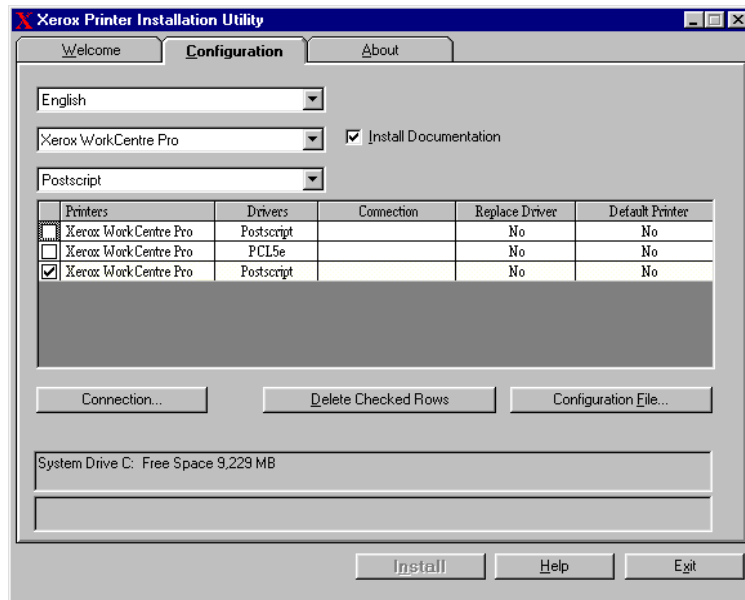 Xerox Printer Installation Utility
Welcome Configuration About
English
Xerox WorkCentre Pro Install Documentation
Postscript
Printers Drivers Connection Replace Driver Default Printer
Xerox WorkCentre Pro Postscript No No
Xerox WorkCentre Pro PCL5e No No
Xerox WorkCentre Pro Postscript No No
Connection... Delete Checked Rows Configuration File...
System Drive C: Free Space 9,229 MB
Install Help Exit